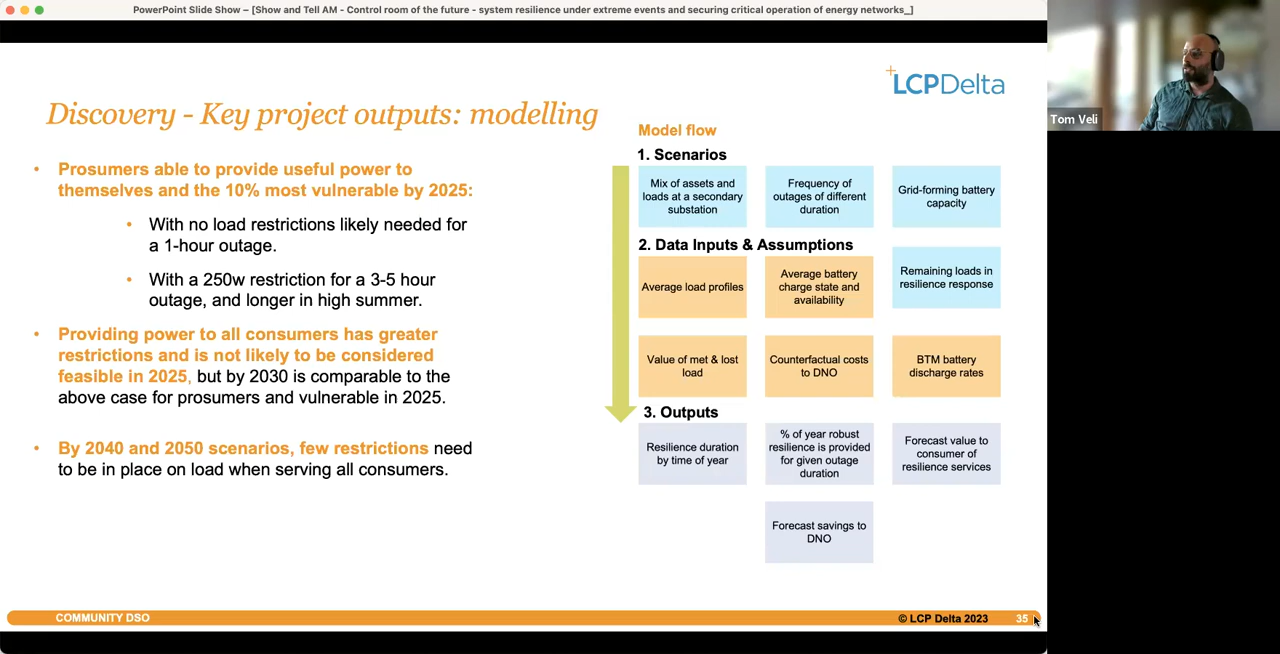 PowerPoint Slide Show – [Show and Tell AM - Control room of the future - system resilience under extreme events and securing critical operation of energy networks_]
LCPDelta
Discovery - Key project outputs: modelling
• Prosumers able to provide useful power to
themselves and the 10% most vulnerable by 2025:
• With no load restrictions likely needed for
a 1-hour outage.
• With a 250w restriction for a 3-5 hour
outage, and longer in high summer.
• Providing power to all consumers has greater
restrictions and is not likely to be considered
feasible in 2025, but by 2030 is comparable to the
above case for prosumers and vulnerable in 2025.
• By 2040 and 2050 scenarios, few restrictions need
to be in place on load when serving all consumers.
Model flow
1. Scenarios
Mix of assets and
loads at a secondary
substation
Frequency of
outages of different
duration
Grid-forming battery
capacity
2. Data Inputs & Assumptions
Average load profiles
Average battery
charge state and
availability
Remaining loads in
resilience response
Value of met & lost
load
Counterfactual costs
to DNO
BTM battery
discharge rates
3. Outputs
Resilience duration
by time of year
% of year robust
resilience is provided
for given outage
duration
Forecast value to
consumer of
resilience services
Forecast savings to
DNO
COMMUNITY DSO
© LCP Delta 2023
35
Tom Veli